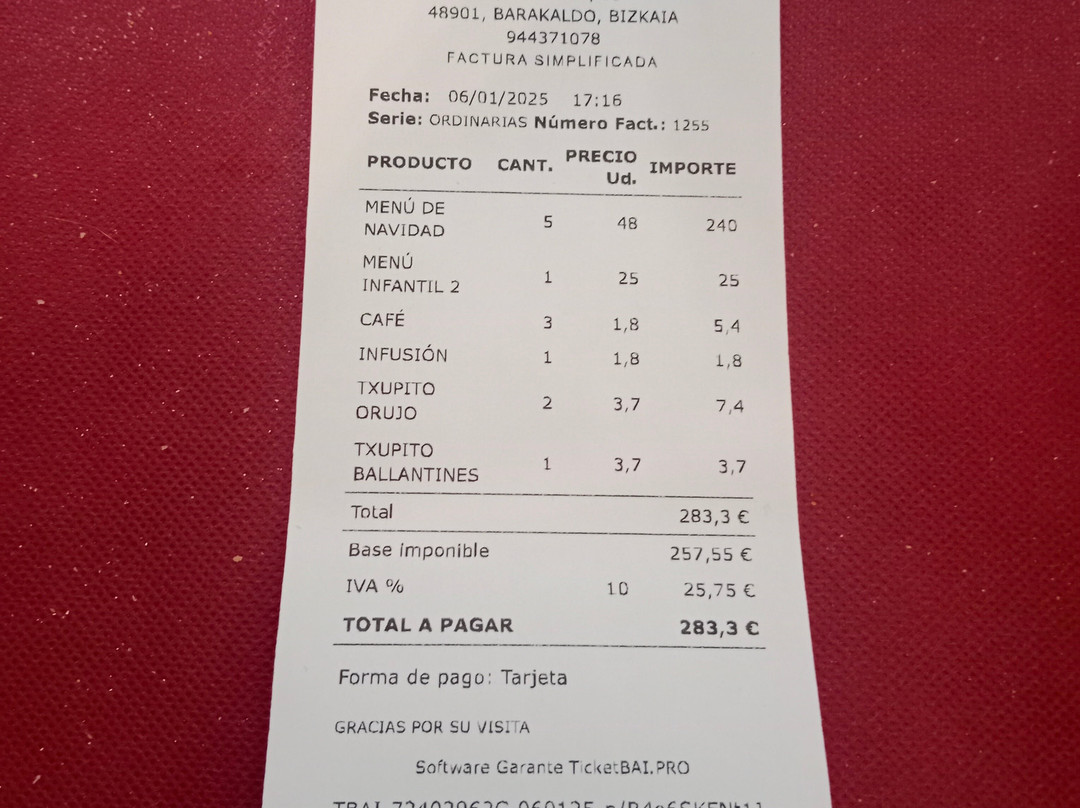 48901, BARAKALDO, BIZKAIA
944371078
FACTURA SIMPLIFICADA
Fecha: 06/01/2025 17:16
Serie: ORDINARIAS Número Fact.: 1255
PRODUCTO CANT. PRECIO Ud. IMPORTE
MENÚ DE
NAVIDAD 5 48 240
MENÚ
INFANTIL 2 1 25 25
CAFÉ 3 1,8 5,4
INFUSIÓN 1 1,8 1,8
TXUPITO
ORUJO 2 3,7 7,4
TXUPITO
BALLANTINES 1 3,7 3,7
Total 283,3 €
Base imponible 257,55 €
IVA % 10 25,75 €
TOTAL A PAGAR 283,3 €
Forma de pago: Tarjeta
GRACIAS POR SU VISITA
Software Garante TicketBAI.PRO